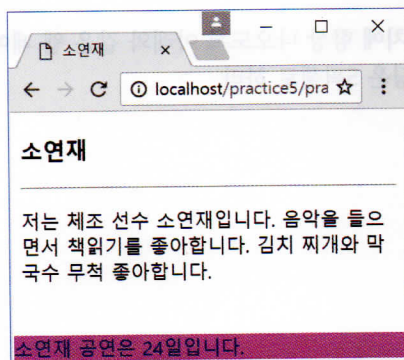 소연재
localhost/practice5/pra
소연재
저는 체조 선수 소연재입니다. 음악을 들으
면서 책읽기를 좋아합니다. 김치 찌개와 막
국수 무척 좋아합니다.
소연재 공연은 24일입니다.